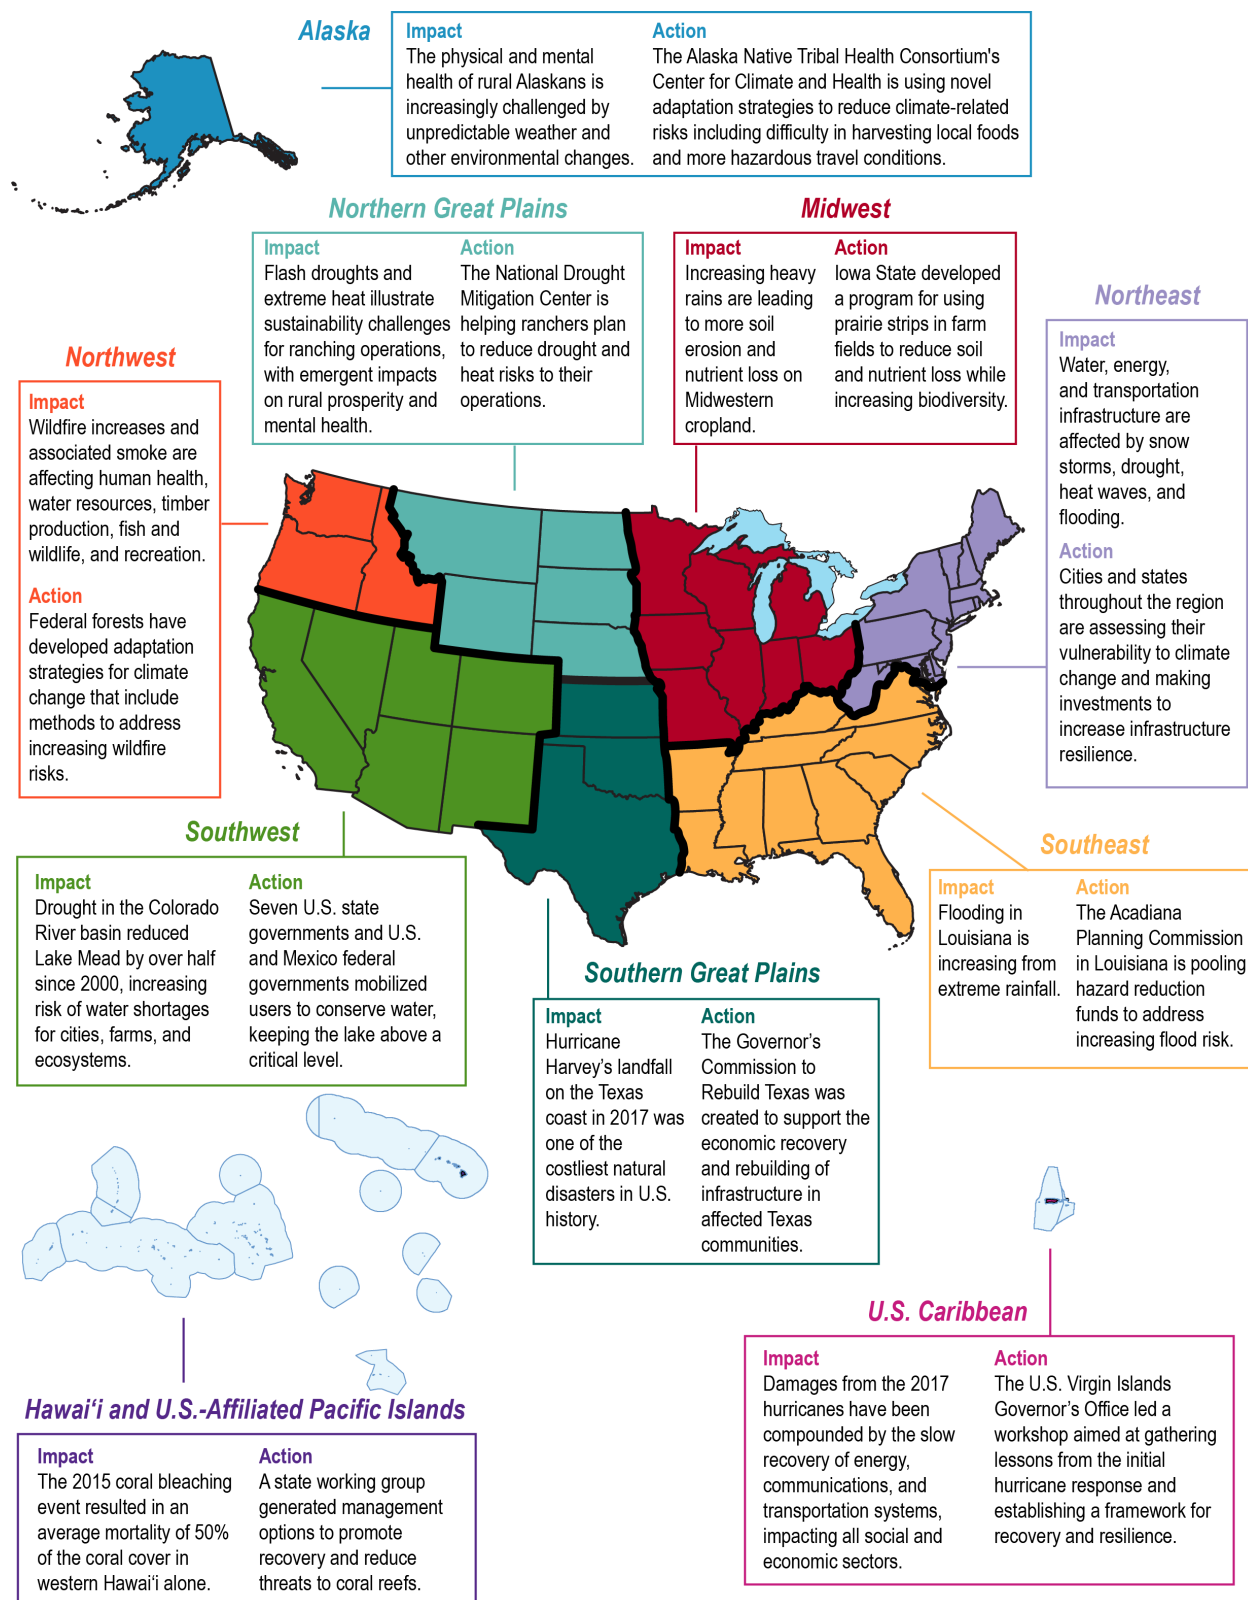 Alaska
Impact
The physical and mental
health of rural Alaskans is
increasingly challenged by
unpredictable weather and
other environmental changes.
Action
The Alaska Native Tribal Health Consortium's
Center for Climate and Health is using novel
adaptation strategies to reduce climate-related
risks including difficulty in harvesting local foods
and more hazardous travel conditions.
Northern Great Plains
Impact
Flash droughts and
extreme heat illustrate
sustainability challenges
for ranching operations,
with emergent impacts
on rural prosperity and
mental health.
Action
The National Drought
Mitigation Center is
helping ranchers plan
to reduce drought and
heat risks to their
operations.
Midwest
Impact
Increasing heavy
rains are leading
to more soil
erosion and
nutrient loss on
Midwestern
cropland.
Action
Iowa State developed
a program for using
prairie strips in farm
fields to reduce soil
and nutrient loss while
increasing biodiversity.
Northeast
Impact
Water, energy,
and transportation
infrastructure are
affected by snow
storms, drought,
heat waves, and
flooding.
Action
Cities and states
throughout the region
are assessing their
vulnerability to climate
change and making
investments to
increase infrastructure
resilience.
Northwest
Impact
Wildfire increases and
associated smoke are
affecting human health,
water resources, timber
production, fish and
wildlife, and recreation.
Action
Federal forests have
developed adaptation
strategies for climate
change that include
methods to address
increasing wildfire
risks.
Southwest
Impact
Drought in the Colorado
River basin reduced
Lake Mead by over half
since 2000, increasing
risk of water shortages
for cities, farms, and
ecosystems.
Action
Seven U.S. state
governments and U.S.
and Mexico federal
governments mobilized
users to conserve water,
keeping the lake above a
critical level.
Southeast
Impact
Flooding in
Louisiana is
increasing from
extreme rainfall.
Action
The Acadiana
Planning Commission
in Louisiana is pooling
hazard reduction
funds to address
increasing flood risk.
Southern Great Plains
Impact
Hurricane
Harvey’s landfall
on the Texas
coast in 2017 was
one of the
costliest natural
disasters in U.S.
history.
Action
The Governor’s
Commission to
Rebuild Texas was
created to support the
economic recovery
and rebuilding of
infrastructure in
affected Texas
communities.
U.S. Caribbean
Impact
Damages from the 2017
hurricanes have been
compounded by the slow
recovery of energy,
communications, and
transportation systems,
impacting all social and
economic sectors.
Action
The U.S. Virgin Islands
Governor’s Office led a
workshop aimed at gathering
lessons from the initial
hurricane response and
establishing a framework for
recovery and resilience.
Hawai‘i and U.S.-Affiliated Pacific Islands
Impact
The 2015 coral bleaching
event resulted in an
average mortality of 50%
of the coral cover in
western Hawai‘i alone.
Action
A state working group
generated management
options to promote
recovery and reduce
threats to coral reefs.